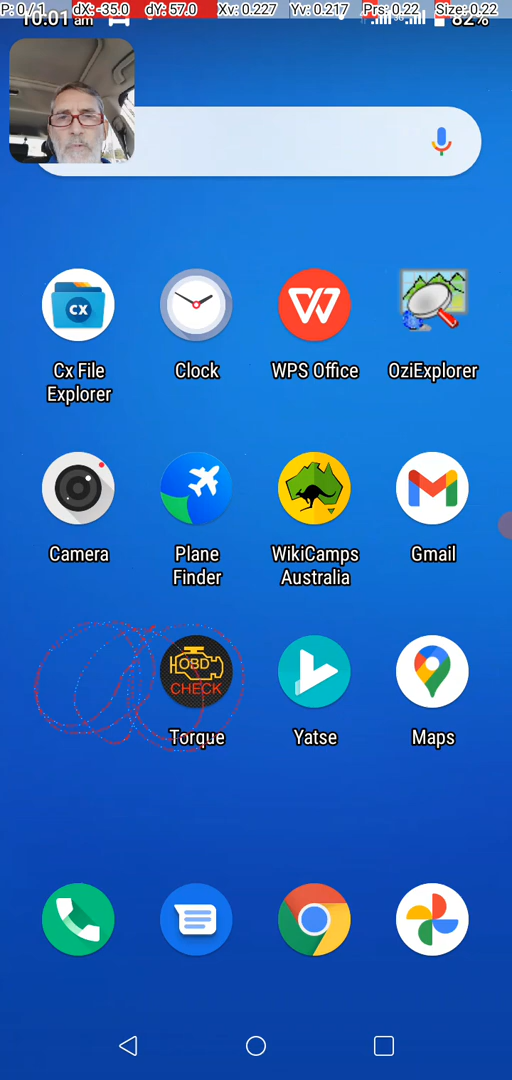 P: 0 / 1 dX: -35.0 dY: 57.0 Xv: 0.227 Yv: 0.217 Prs: 0.22 Size: 0.22
10:01 am 82%
CX
Cx File
Explorer
Clock
WPS Office
OziExplorer
Camera
Plane
Finder
WikiCamps
Australia
Gmail
OBD
CHECK
Torque
Yatse
Maps